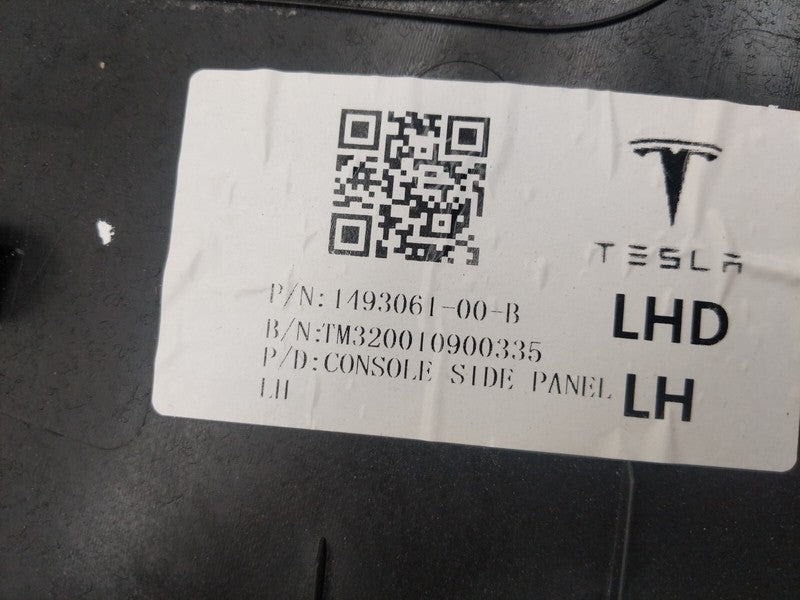 TESLA
P/N:1493061-00-B
LHD
B/N:TM320010900335
P/D:CONSOLE SIDE PANEL
LH
LH